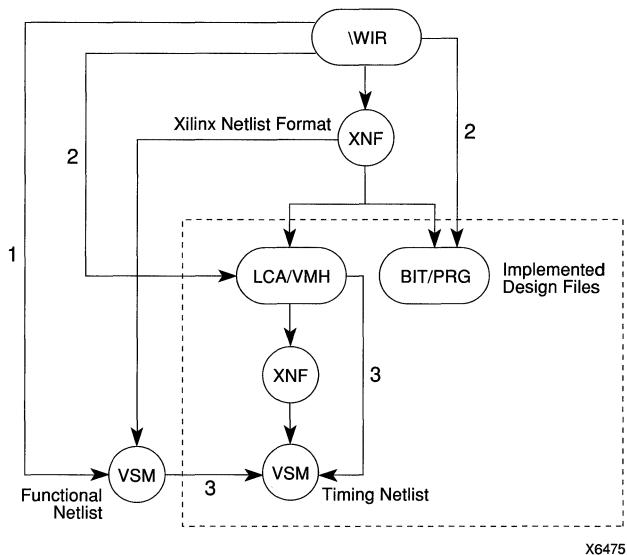 \WIR
Xilinx Netlist Format
XNF
2
2
1
LCA/VMH
BIT/PRG
Implemented
Design Files
XNF
3
VSM
3
VSM
Functional
Netlist
Timing Netlist
X6475